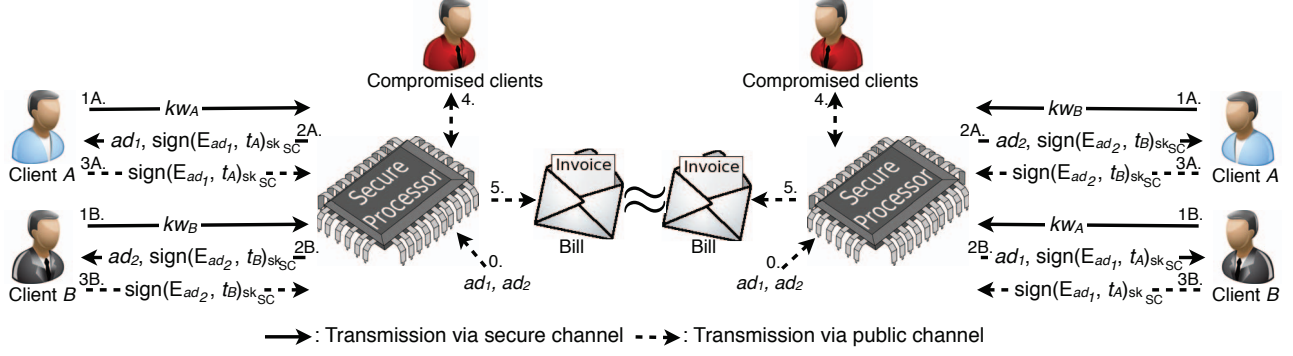 Compromised clients
4.
1A. kwA
2A. ad1, sign(Ead1, tA)skSC
3A. sign(Ead1, tA)skSC
Client A
1B. kwB
2B. ad2, sign(Ead2, tB)skSC
3B. sign(Ead2, tB)skSC
Client B
Secure
Processor
0.
ad1, ad2
5.
Invoice
Bill
≈
Invoice
Bill
5.
Compromised clients
4.
Secure
Processor
0.
ad1, ad2
1A. kwB
2A. ad2, sign(Ead2, tB)skSC
3A. sign(Ead2, tB)skSC
Client A
1B. kwA
2B. ad1, sign(Ead1, tA)skSC
3B. sign(Ead1, tA)skSC
Client B
: Transmission via secure channel
: Transmission via public channel